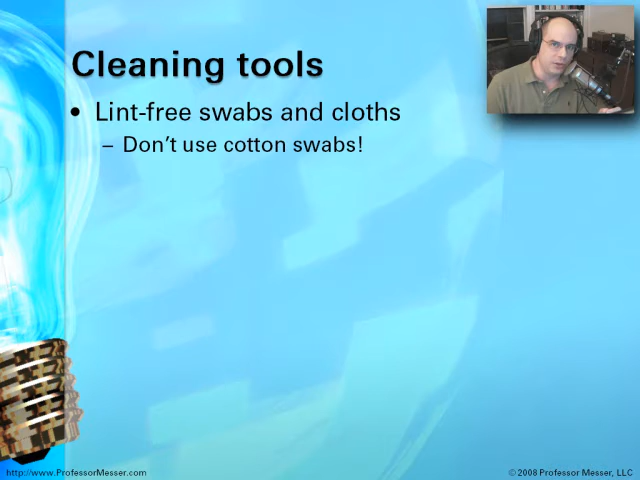 Cleaning tools
• Lint-free swabs and cloths
– Don't use cotton swabs!
http://www.ProfessorMesser.com
© 2008 Professor Messer, LLC